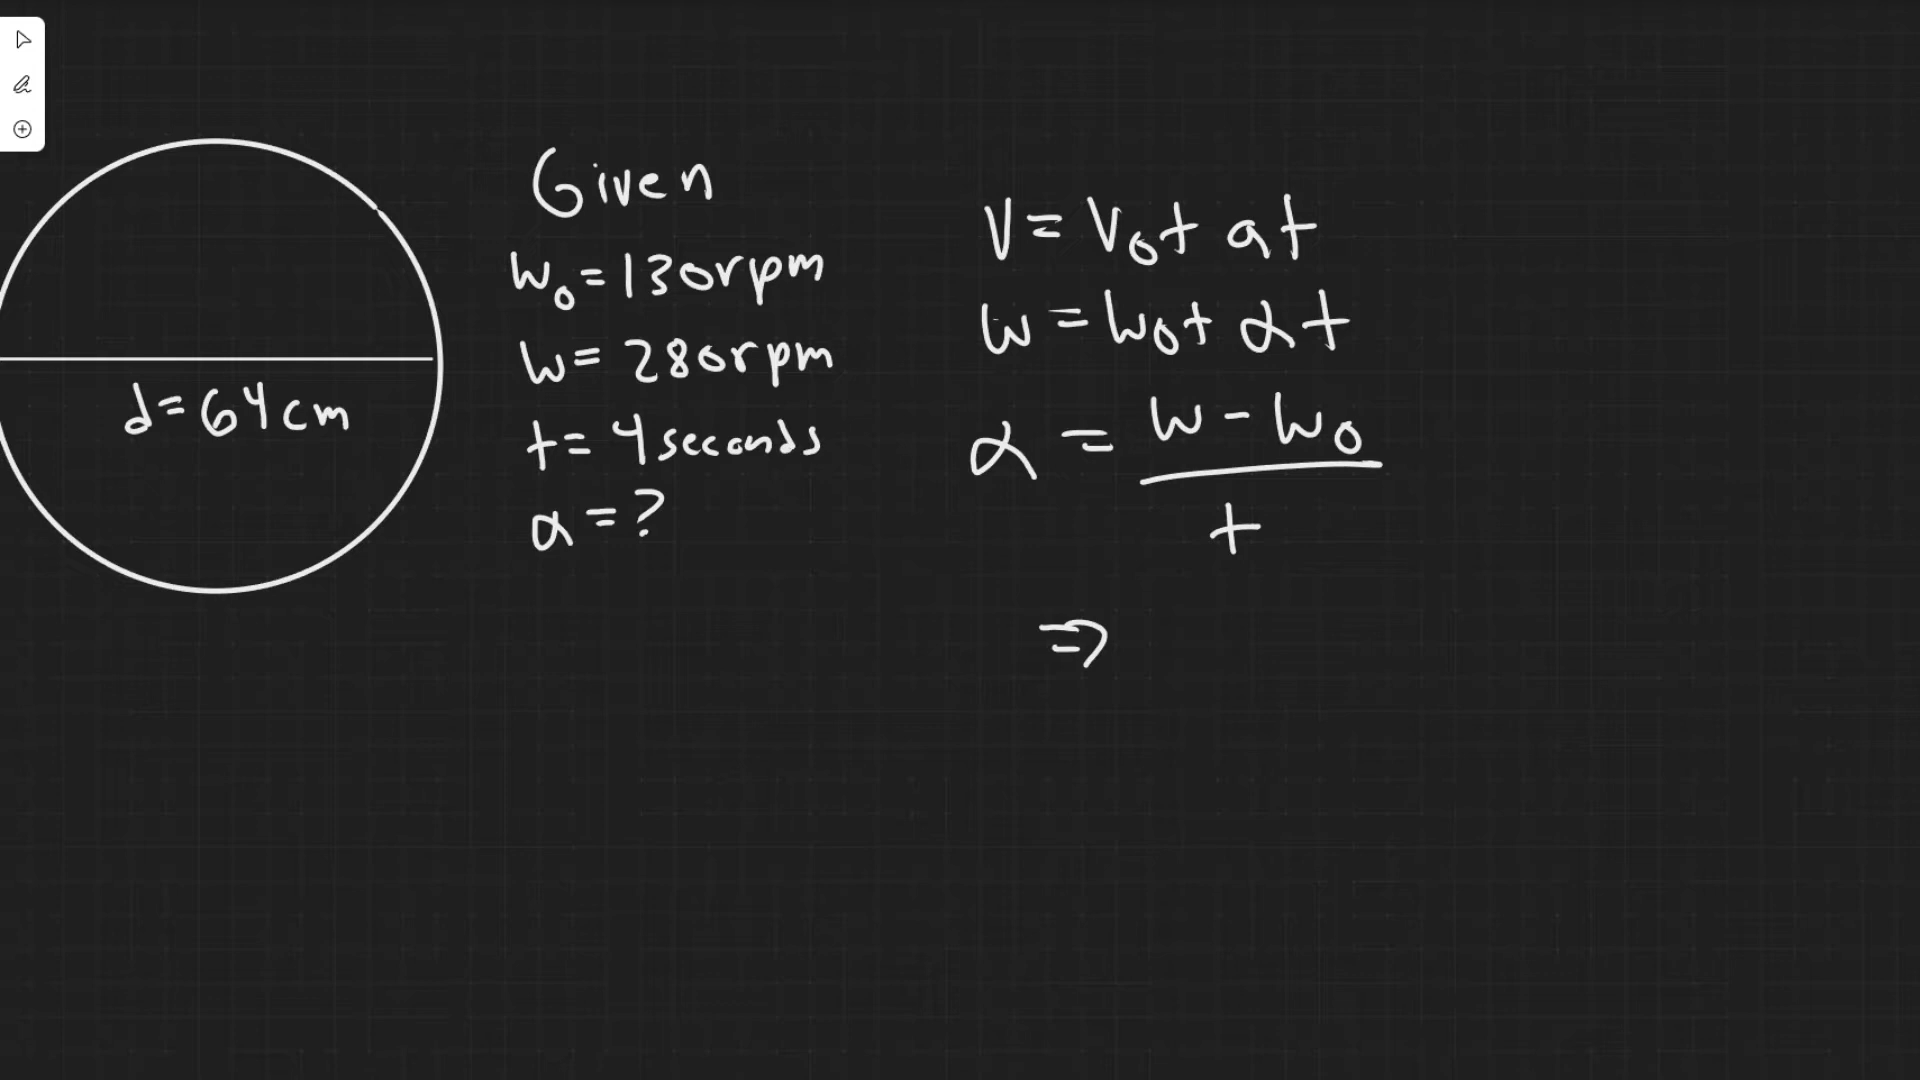 d=64cm
Given
W₀=130rpm
W=280rpm
t=4seconds
α=?
V=V₀+at
W=W₀+αt
α=W-W₀
t
⇒